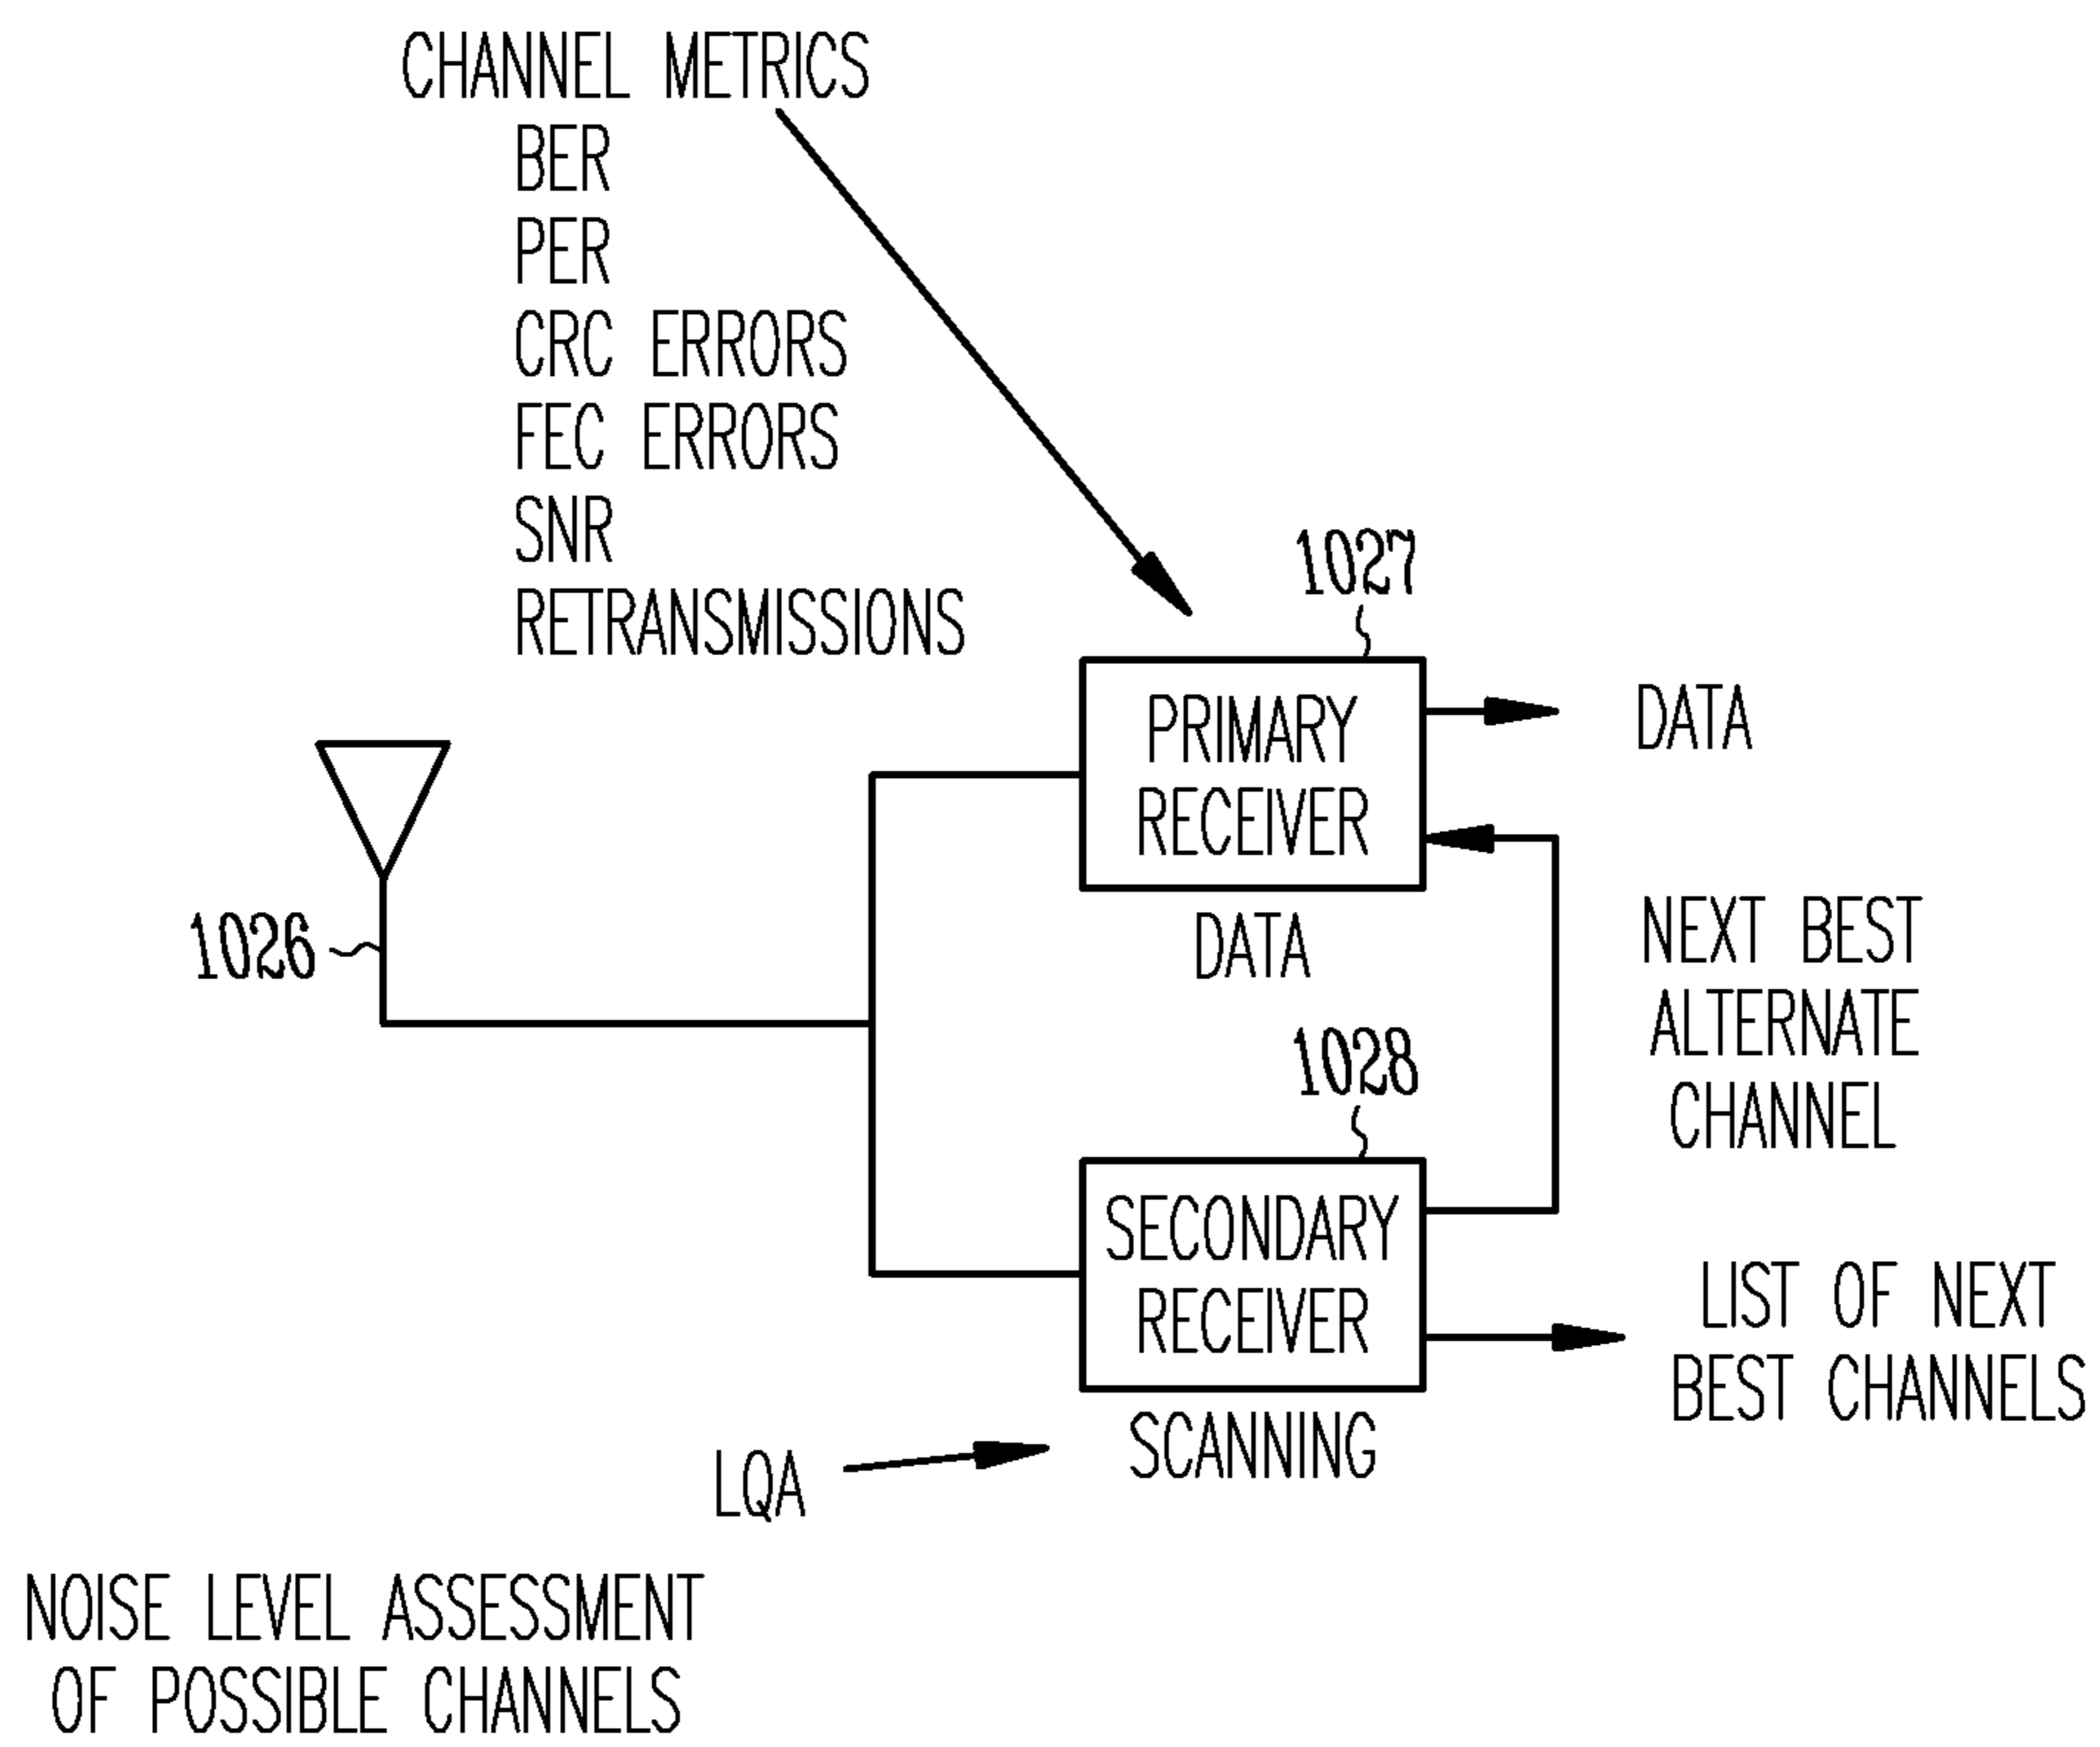 CHANNEL METRICS
BER
PER
CRC ERRORS
FEC ERRORS
SNR
RETRANSMISSIONS
1027
PRIMARY
RECEIVER
DATA
DATA
1026
NEXT BEST
ALTERNATE
CHANNEL
1028
SECONDARY
RECEIVER
SCANNING
LIST OF NEXT
BEST CHANNELS
LQA
NOISE LEVEL ASSESSMENT
OF POSSIBLE CHANNELS